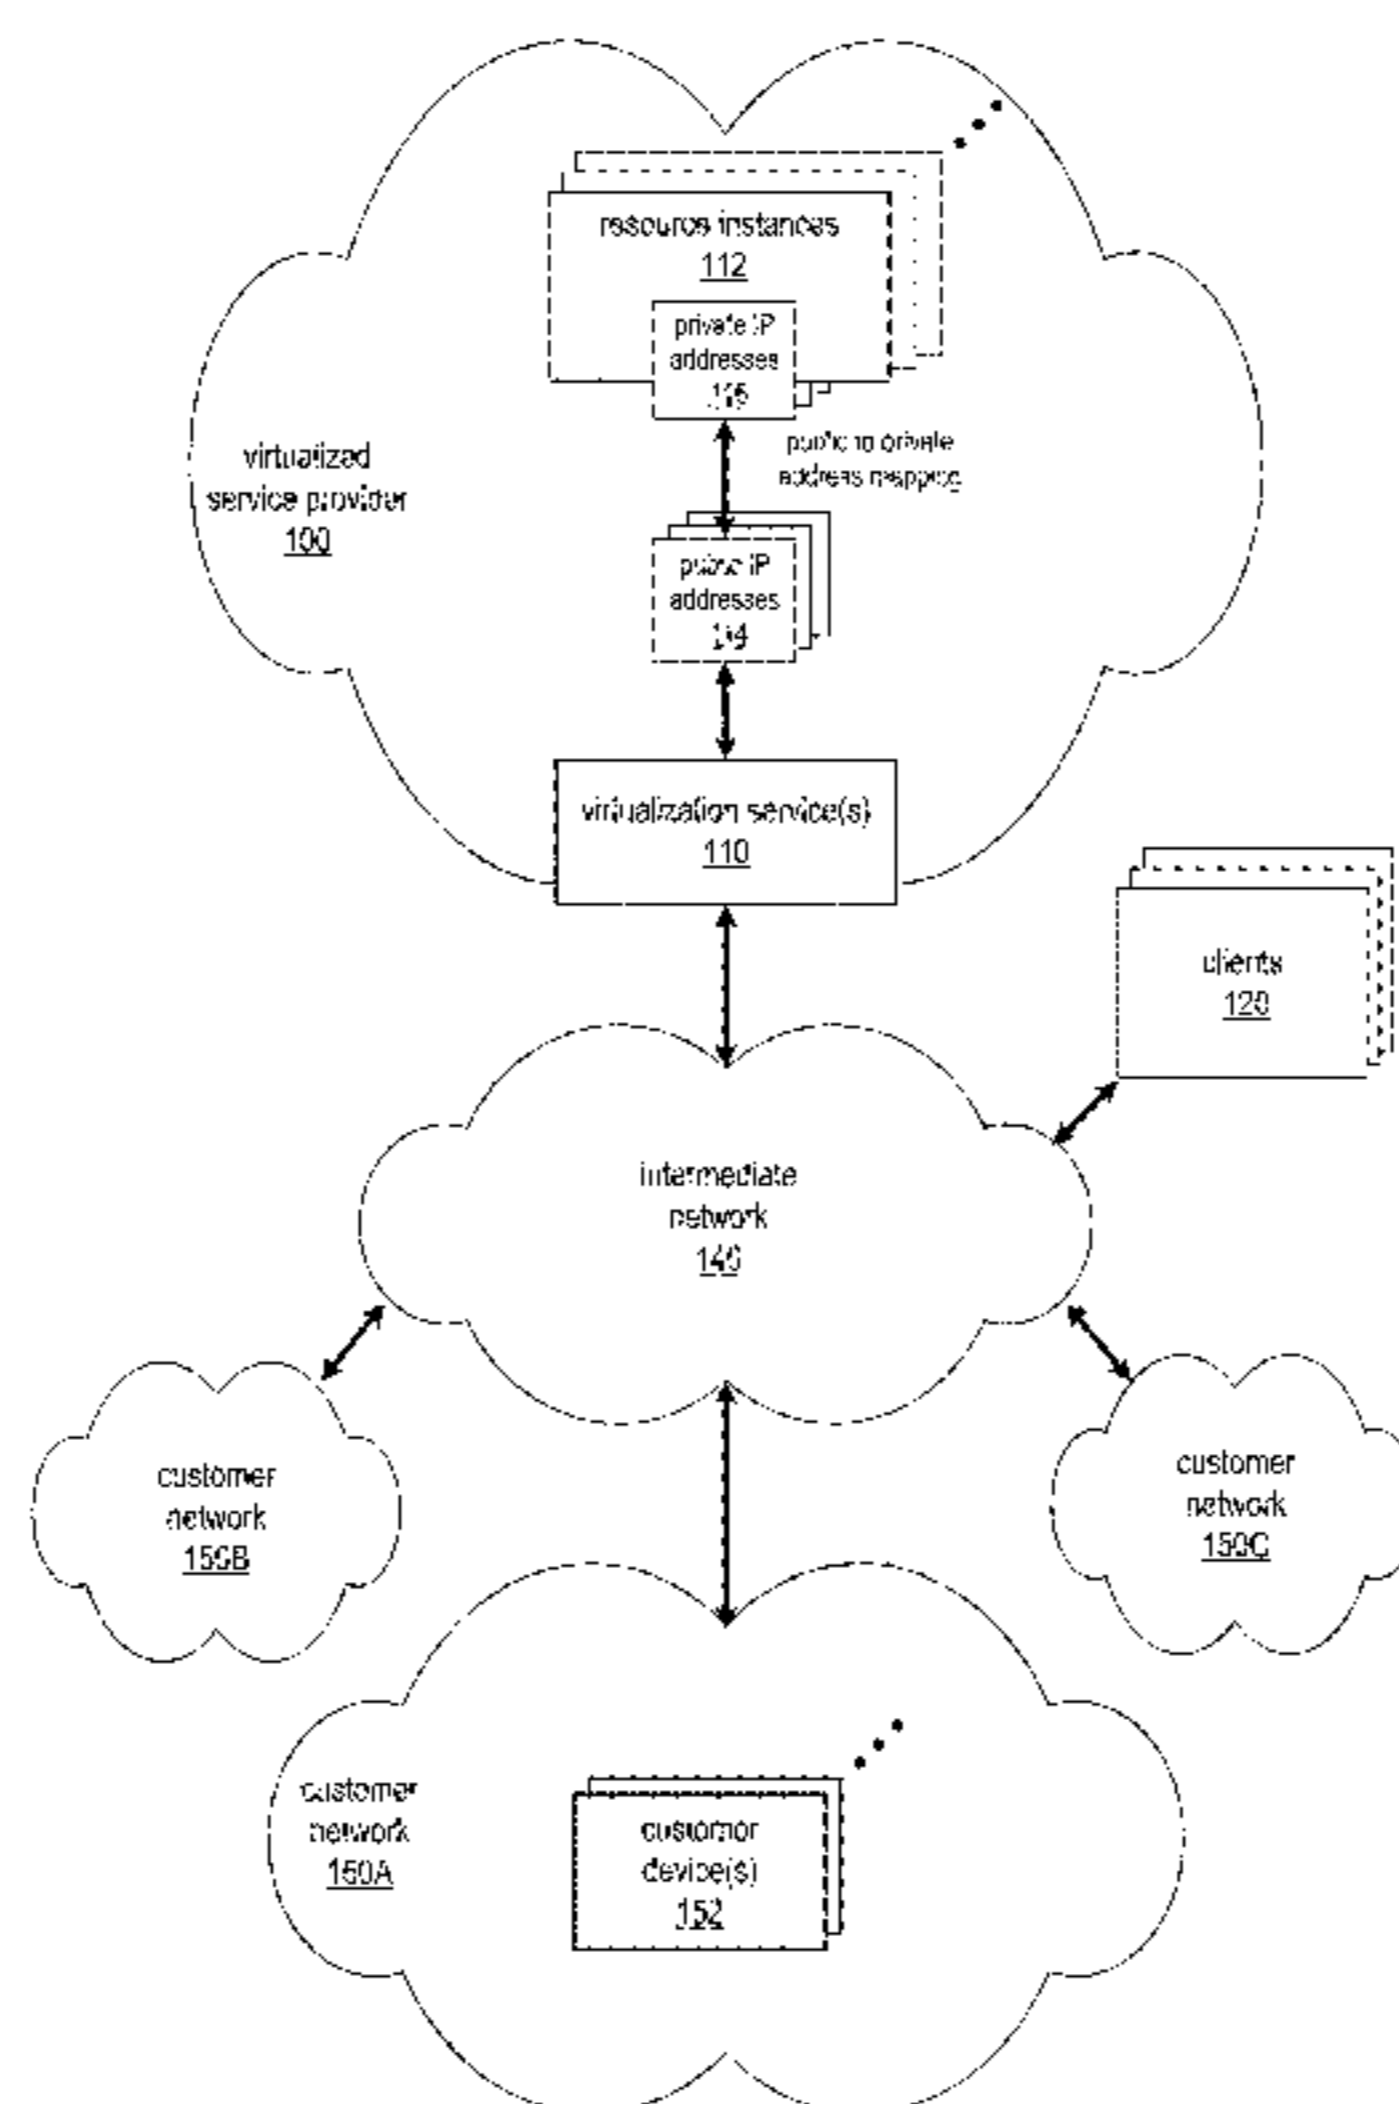 resource instances
112
private IP
addresses
116
public to private
address mapping
virtualized
service provider
100
public IP
addresses
114
virtualization service(s)
110
clients
120
intermediate
network
140
customer
network
150B
customer
network
150C
customer
network
150A
customer
device(s)
152